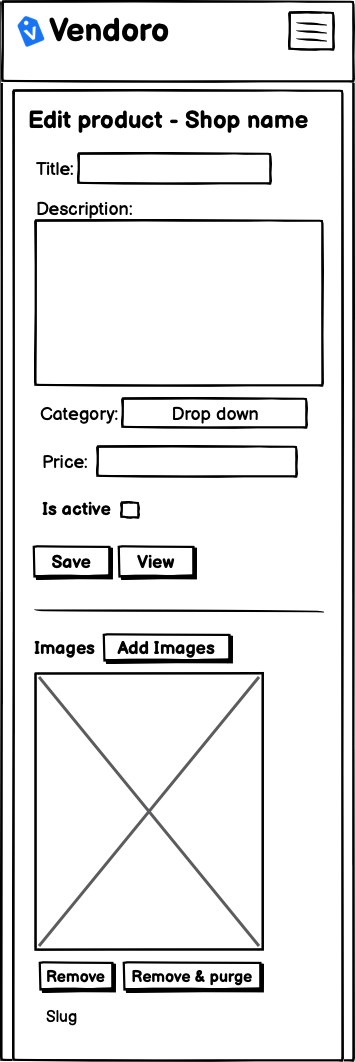 Vendoro
Edit product - Shop name
Title:
Description:
Category: Drop down
Price:
Is active
Save View
Images Add Images
Remove Remove & purge
Slug